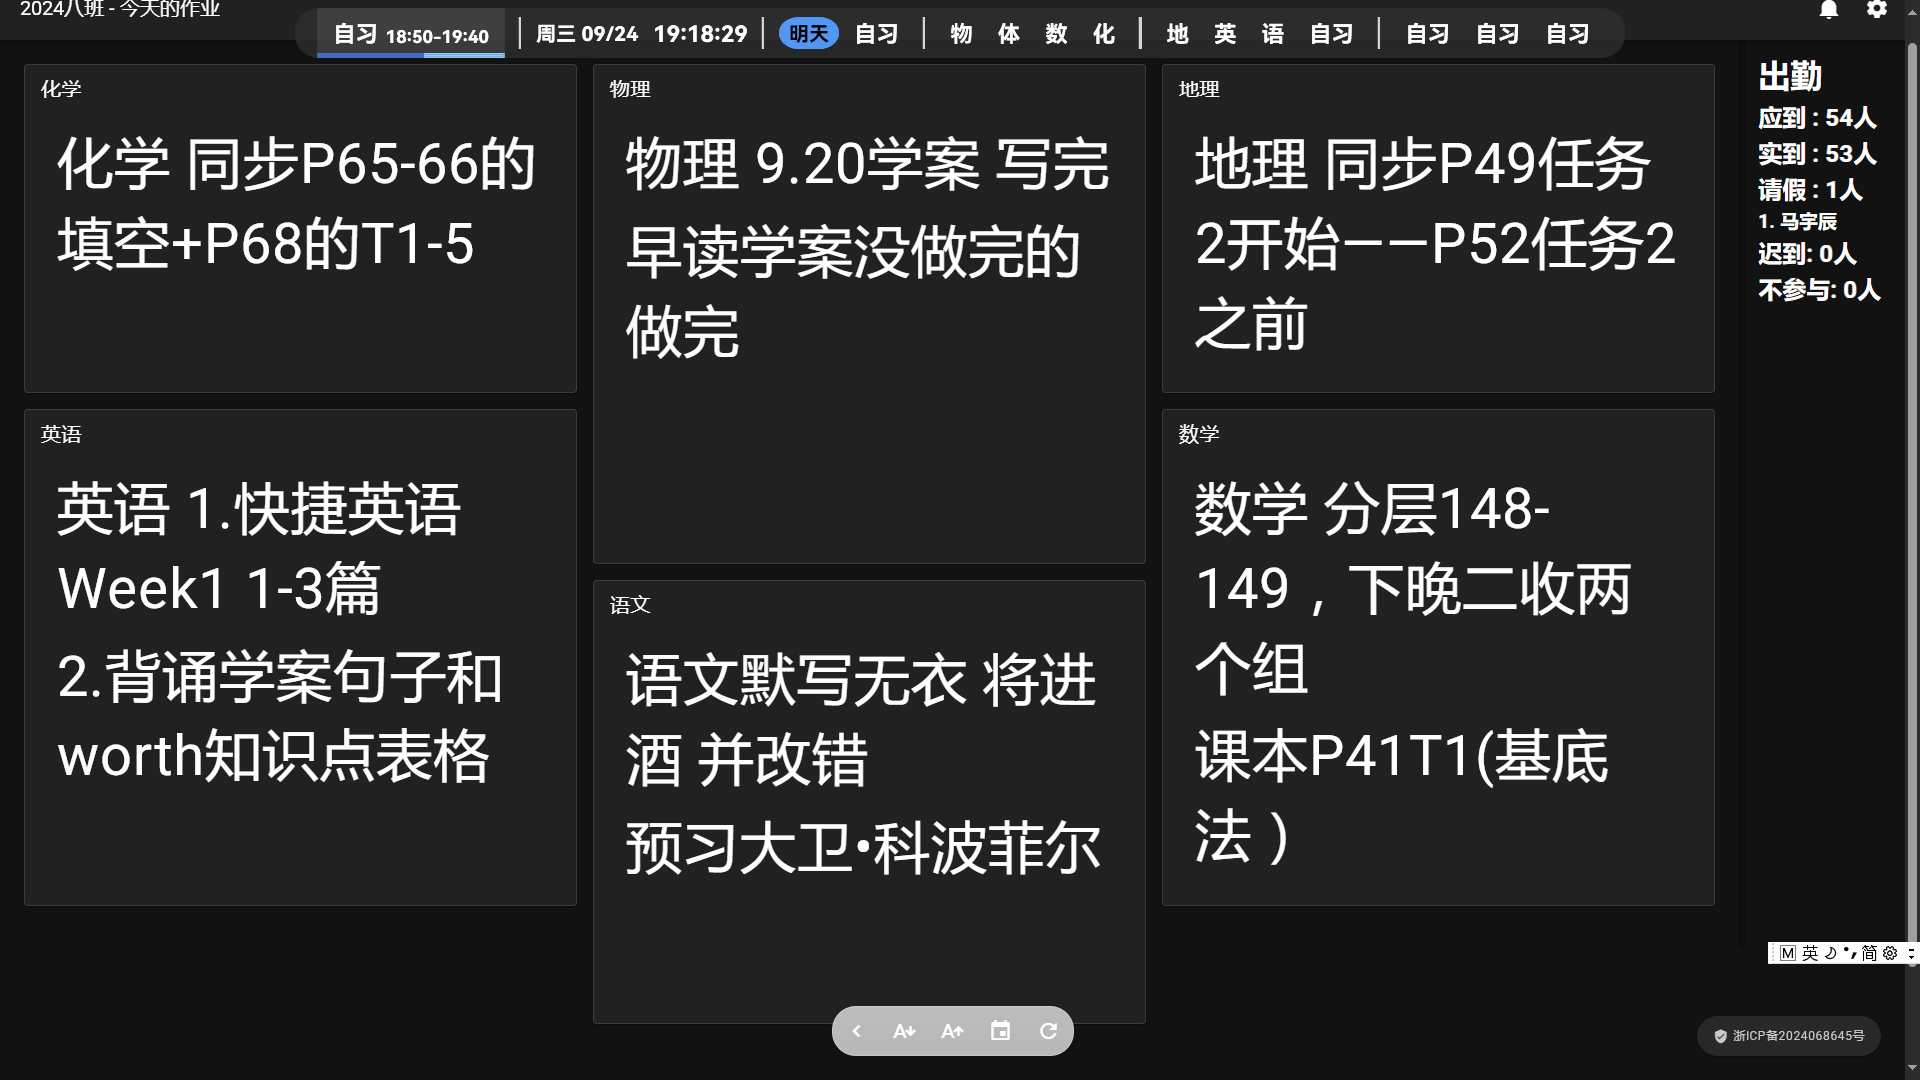 2024八班 - 今天的作业
自习 18:50-19:40 周三 09/24 19:18:29 明天 自习 物 体 数 化 地 英 语 自习 自习 自习 自习
化学
化学 同步P65-66的
填空+P68的T1-5
物理
物理 9.20学案 写完
早读学案没做完的
做完
地理
地理 同步P49任务
2开始——P52任务2
之前
英语
英语 1.快捷英语
Week1 1-3篇
2.背诵学案句子和
worth知识点表格
语文
语文默写无衣 将进
酒 并改错
预习大卫•科波菲尔
数学
数学 分层148-
149，下晚二收两
个组
课本P41T1(基底
法）
出勤
应到 : 54人
实到 : 53人
请假 : 1人
1. 马宇辰
迟到: 0人
不参与: 0人
M 英 简
浙ICP备2024068645号